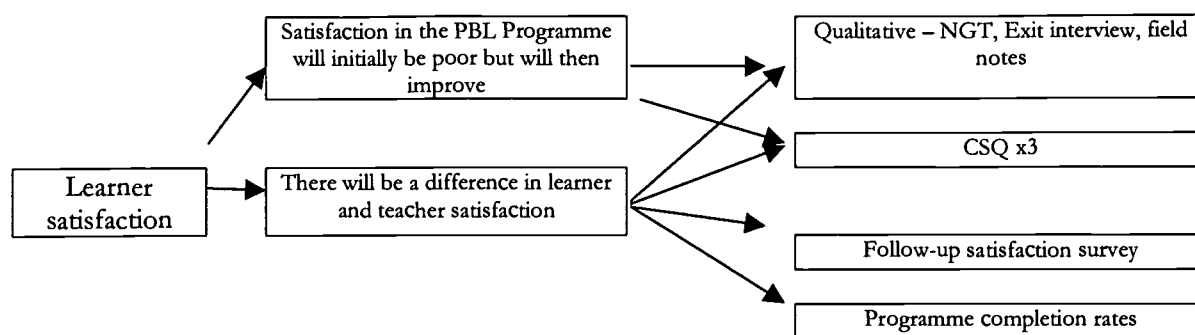 Learner
satisfaction
Satisfaction in the PBL Programme
will initially be poor but will then
improve
There will be a difference in learner
and teacher satisfaction
Qualitative – NGT, Exit interview, field
notes
CSQ x3
Follow-up satisfaction survey
Programme completion rates